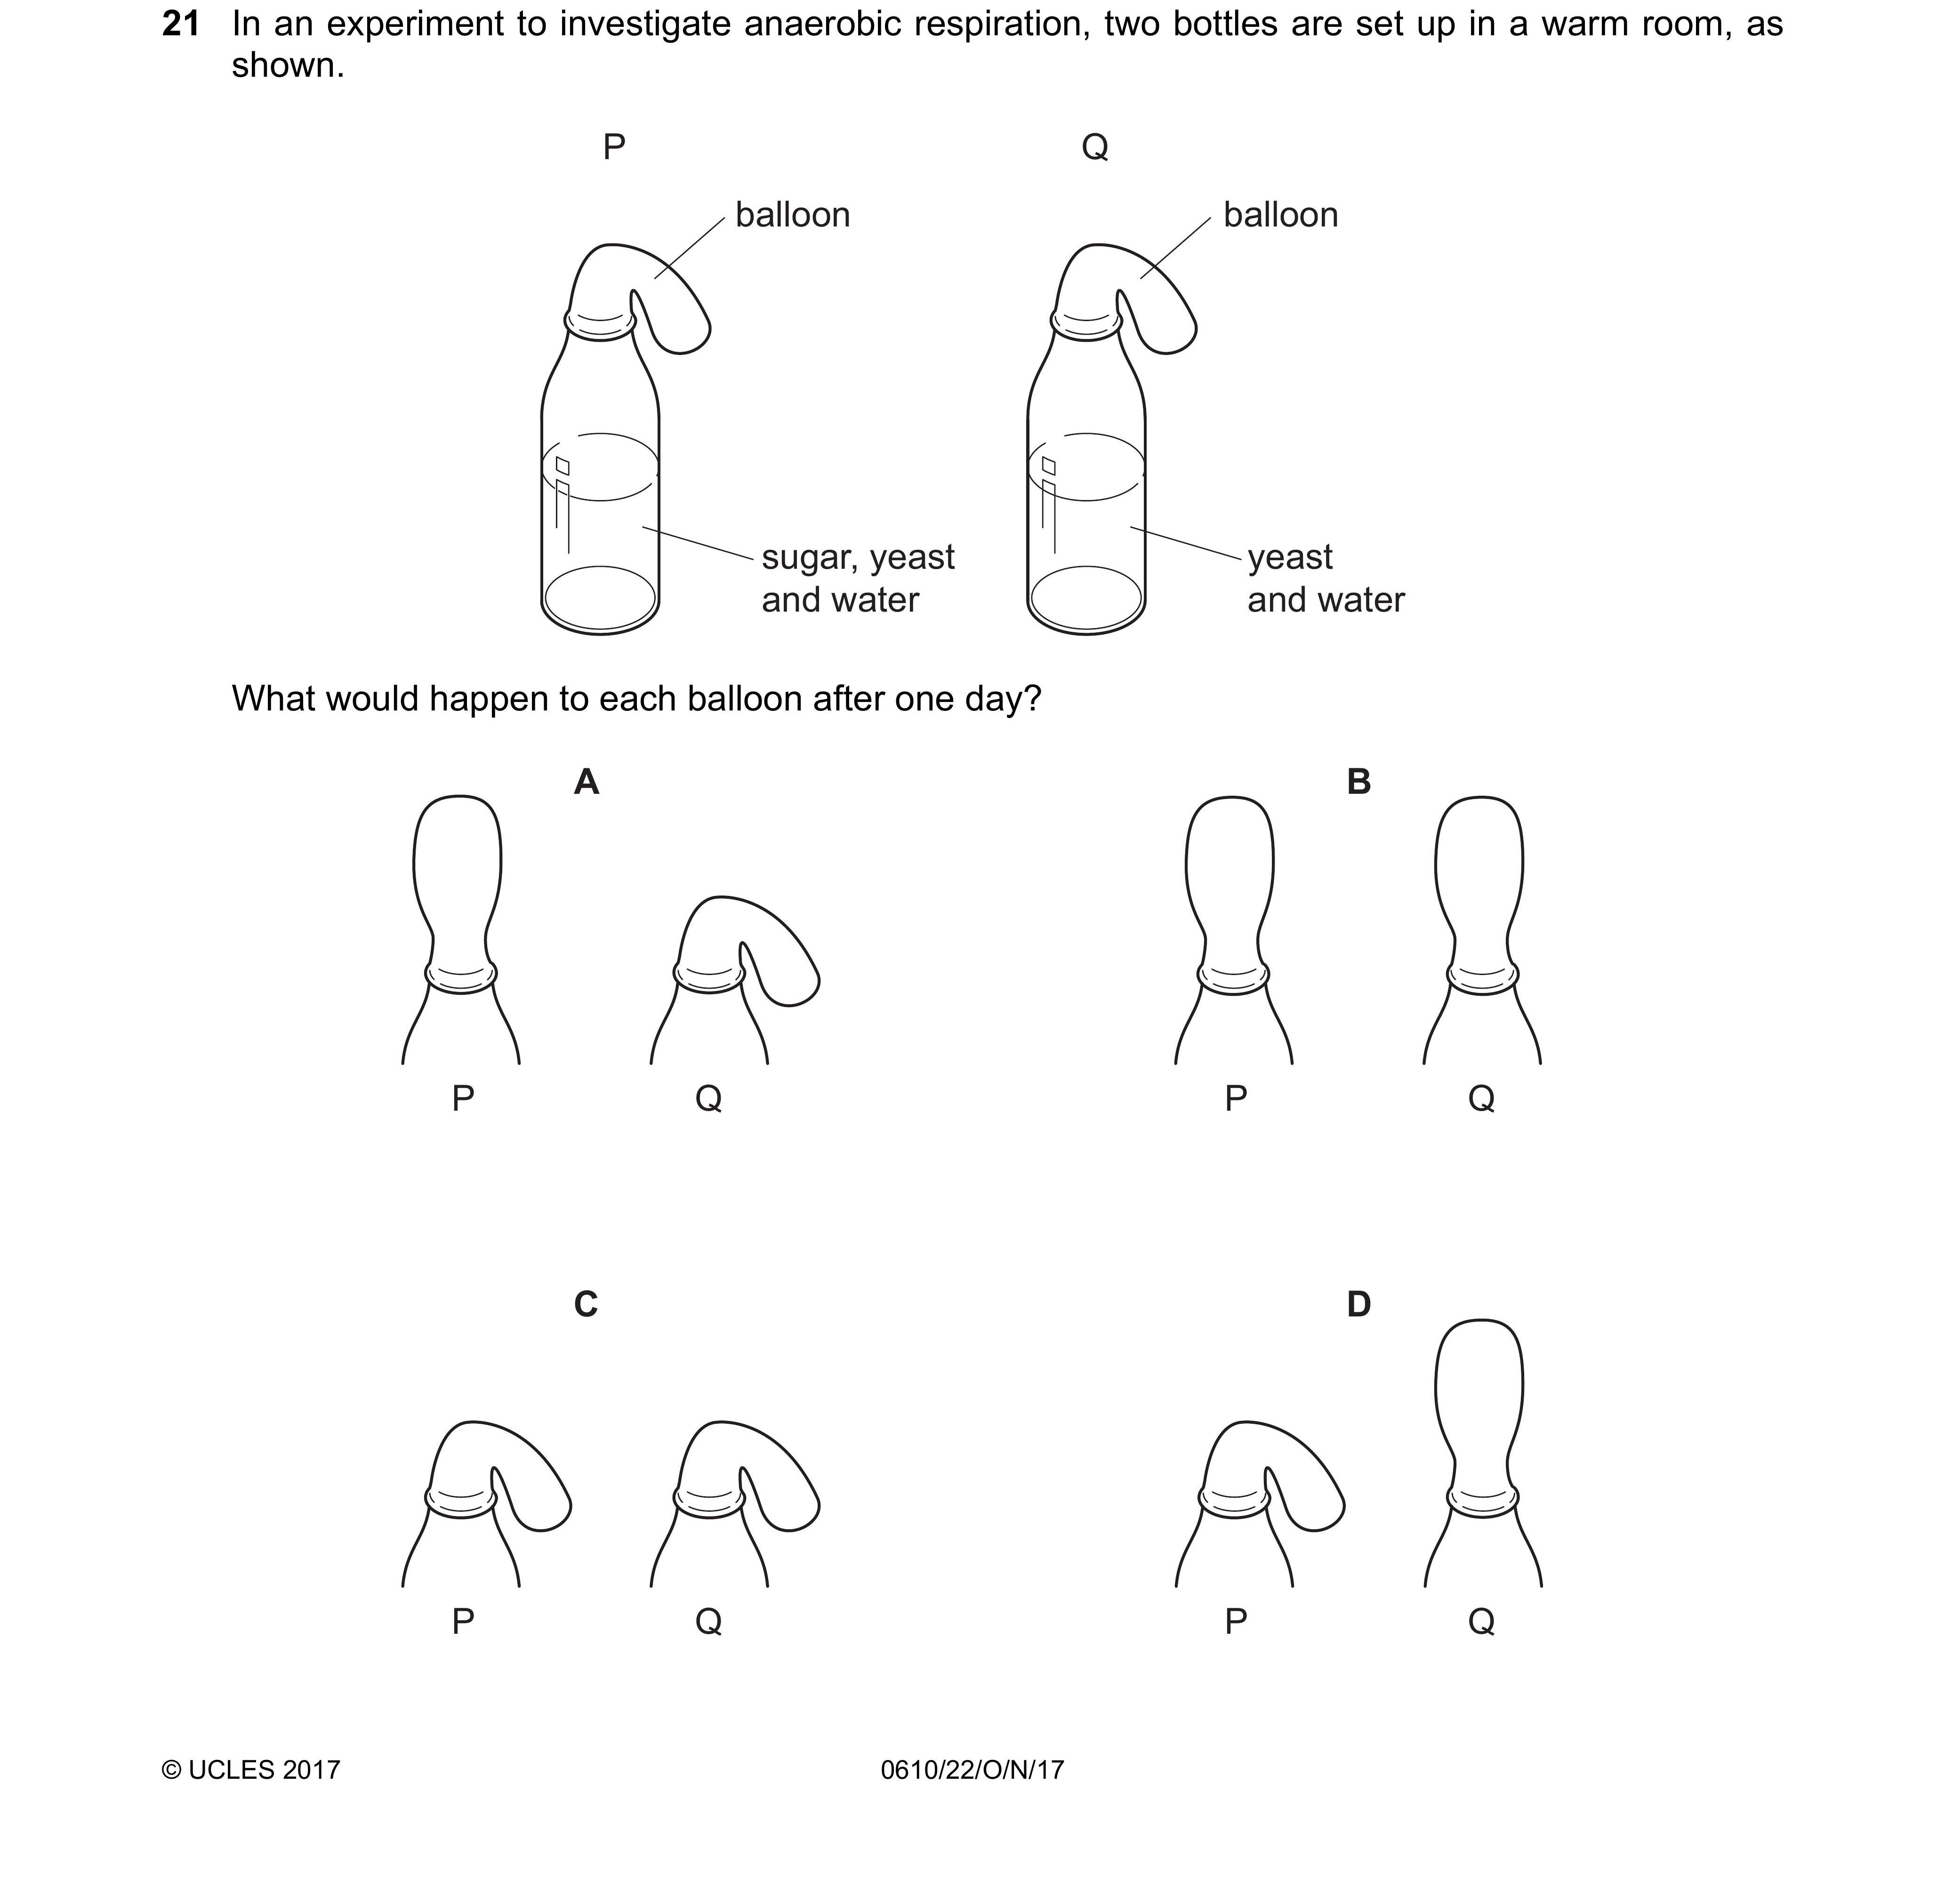 21 In an experiment to investigate anaerobic respiration, two bottles are set up in a warm room, as
shown.
P Q
balloon balloon
sugar, yeast yeast
and water and water
What would happen to each balloon after one day?
A B
P Q P Q
C D
P Q P Q
© UCLES 2017 0610/22/O/N/17